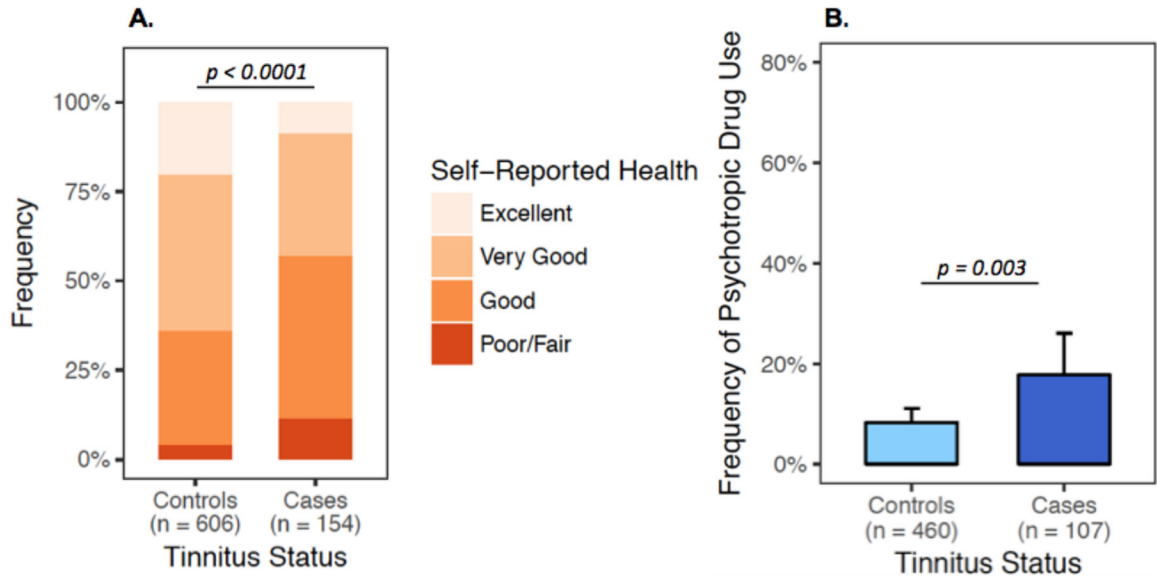 A.
p < 0.0001
100%
75%
50%
25%
0%
Frequency
Controls
(n = 606)
Cases
(n = 154)
Tinnitus Status
Self−Reported Health
Excellent
Very Good
Good
Poor/Fair
B.
p = 0.003
80%
60%
40%
20%
0%
Frequency of Psychotropic Drug Use
Controls
(n = 460)
Cases
(n = 107)
Tinnitus Status